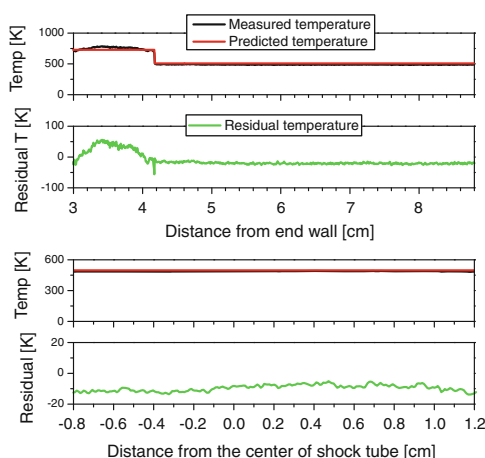 Measured temperature
Predicted temperature
Temp [K]
1000
500
0
Residual temperature
Residual T [K]
100
0
-100
3 4 5 6 7 8
Distance from end wall [cm]
Temp [K]
600
300
0
Residual [K]
20
0
-20
-0.8 -0.6 -0.4 -0.2 0.0 0.2 0.4 0.6 0.8 1.0 1.2
Distance from the center of shock tube [cm]